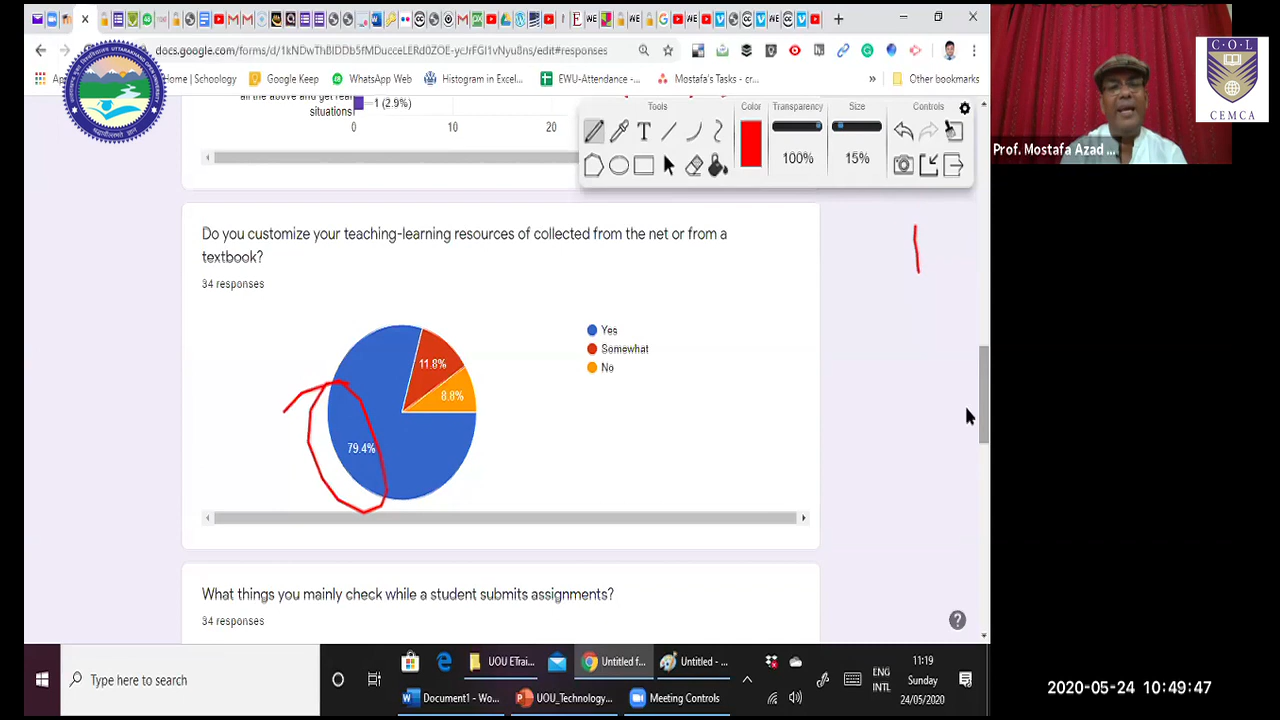 docs.google.com/forms/d/1kNDwThBlDDb5fMDucceLERd0ZOE-ycJrFGI1vNyu8ns/edit#responses
Home | Schoology
Google Keep
WhatsApp Web
Histogram in Excel...
EWU-Attendance - ...
Mostafa's Tasks - cr...
»
Other bookmarks
C·O·L
CEMCA
all the above and get real
situations)
1 (2.9%)
0
10
20
Tools
Color
Transparency
Size
Controls
T
100%
15%
Prof. Mostafa Azad ...
Do you customize your teaching-learning resources of collected from the net or from a
textbook?
34 responses
Yes
Somewhat
No
11.8%
8.8%
79.4%
What things you mainly check while a student submits assignments?
34 responses
Type here to search
UOU ETrai...
Untitled f...
Untitled - ...
Document1 - Wo...
UOU_Technology...
Meeting Controls
ENG
INTL
11:19
Sunday
24/05/2020
2020-05-24 10:49:47